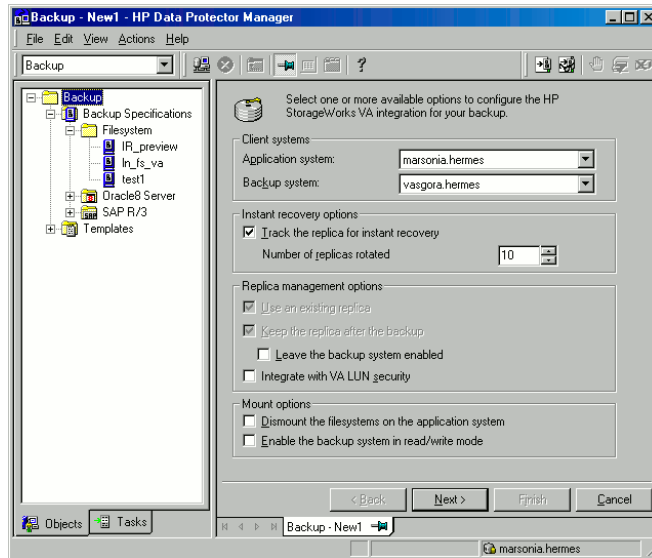 Backup - New1 - HP Data Protector Manager
File Edit View Actions Help
Backup
Backup
Backup Specifications
Filesystem
IR_preview
ln_fs_va
test1
Oracle8 Server
SAP R/3
Templates
Objects
Tasks
Select one or more available options to configure the HP
StorageWorks VA integration for your backup.
Client systems
Application system: marsonia.hermes
Backup system: vasgora.hermes
Instant recovery options
Track the replica for instant recovery
Number of replicas rotated 10
Replica management options
Use an existing replica
Keep the replica after the backup
Leave the backup system enabled
Integrate with VA LUN security
Mount options
Dismount the filesystems on the application system
Enable the backup system in read/write mode
< Back Next > Finish Cancel
Backup - New1
marsonia.hermes